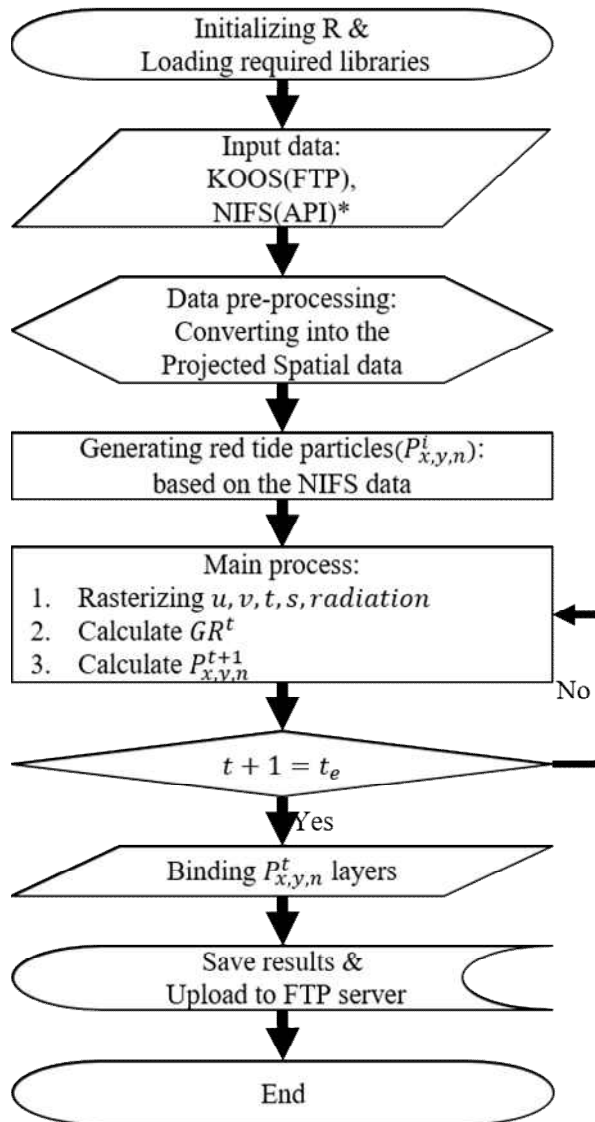 Initializing R &
Loading required libraries
Input data:
KOOS(FTP),
NIFS(API)*
Data pre-processing:
Converting into the
Projected Spatial data
Generating red tide particles($P^{i}_{x,y,n}$):
based on the NIFS data
Main process:
1. Rasterizing $u, v, t, s, radiation$
2. Calculate $GR^{t}$
3. Calculate $P^{t+1}_{x,y,n}$
No
$t + 1 = t_e$
Yes
Binding $P^{t}_{x,y,n}$ layers
Save results &
Upload to FTP server
End